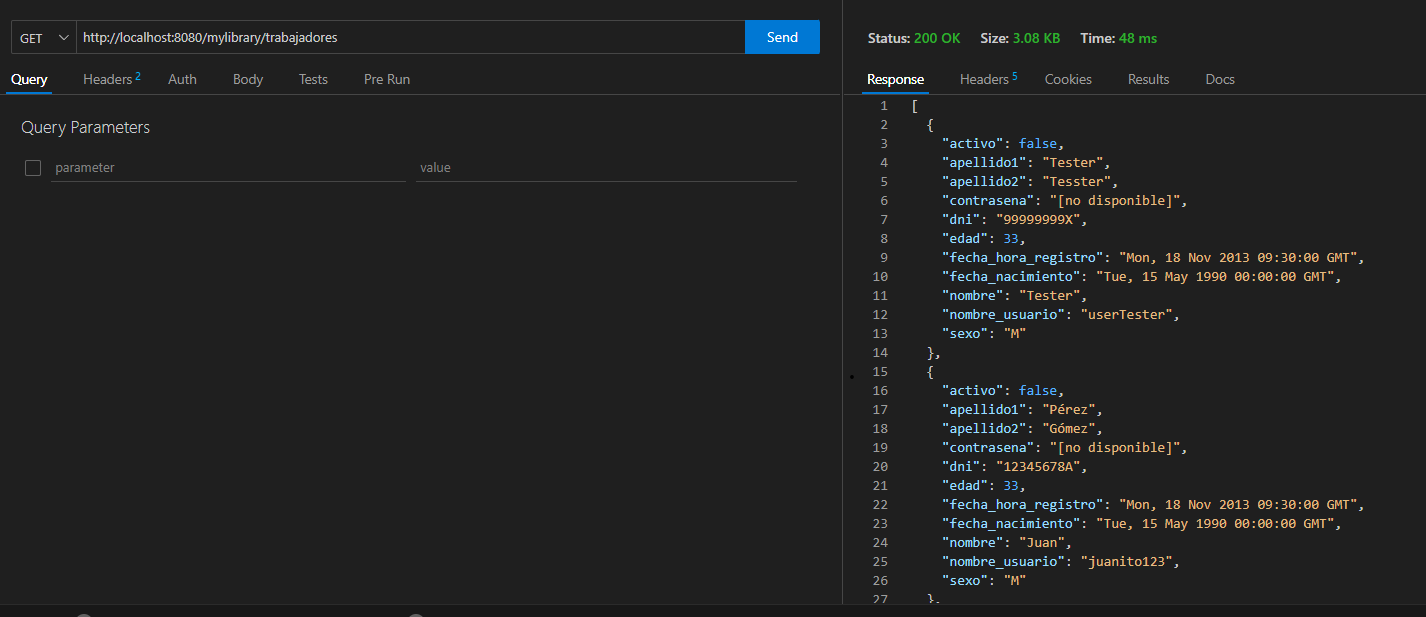 GET http://localhost:8080/mylibrary/trabajadores Send
Query Headers 2 Auth Body Tests Pre Run
Query Parameters
parameter value
Status: 200 OK Size: 3.08 KB Time: 48 ms
Response Headers 5 Cookies Results Docs
1 [
2 {
3 "activo": false,
4 "apellido1": "Tester",
5 "apellido2": "Tesster",
6 "contrasena": "[no disponible]",
7 "dni": "99999999X",
8 "edad": 33,
9 "fecha_hora_registro": "Mon, 18 Nov 2013 09:30:00 GMT",
10 "fecha_nacimiento": "Tue, 15 May 1990 00:00:00 GMT",
11 "nombre": "Tester",
12 "nombre_usuario": "userTester",
13 "sexo": "M"
14 },
15 {
16 "activo": false,
17 "apellido1": "Pérez",
18 "apellido2": "Gómez",
19 "contrasena": "[no disponible]",
20 "dni": "12345678A",
21 "edad": 33,
22 "fecha_hora_registro": "Mon, 18 Nov 2013 09:30:00 GMT",
23 "fecha_nacimiento": "Tue, 15 May 1990 00:00:00 GMT",
24 "nombre": "Juan",
25 "nombre_usuario": "juanito123",
26 "sexo": "M"
27 },